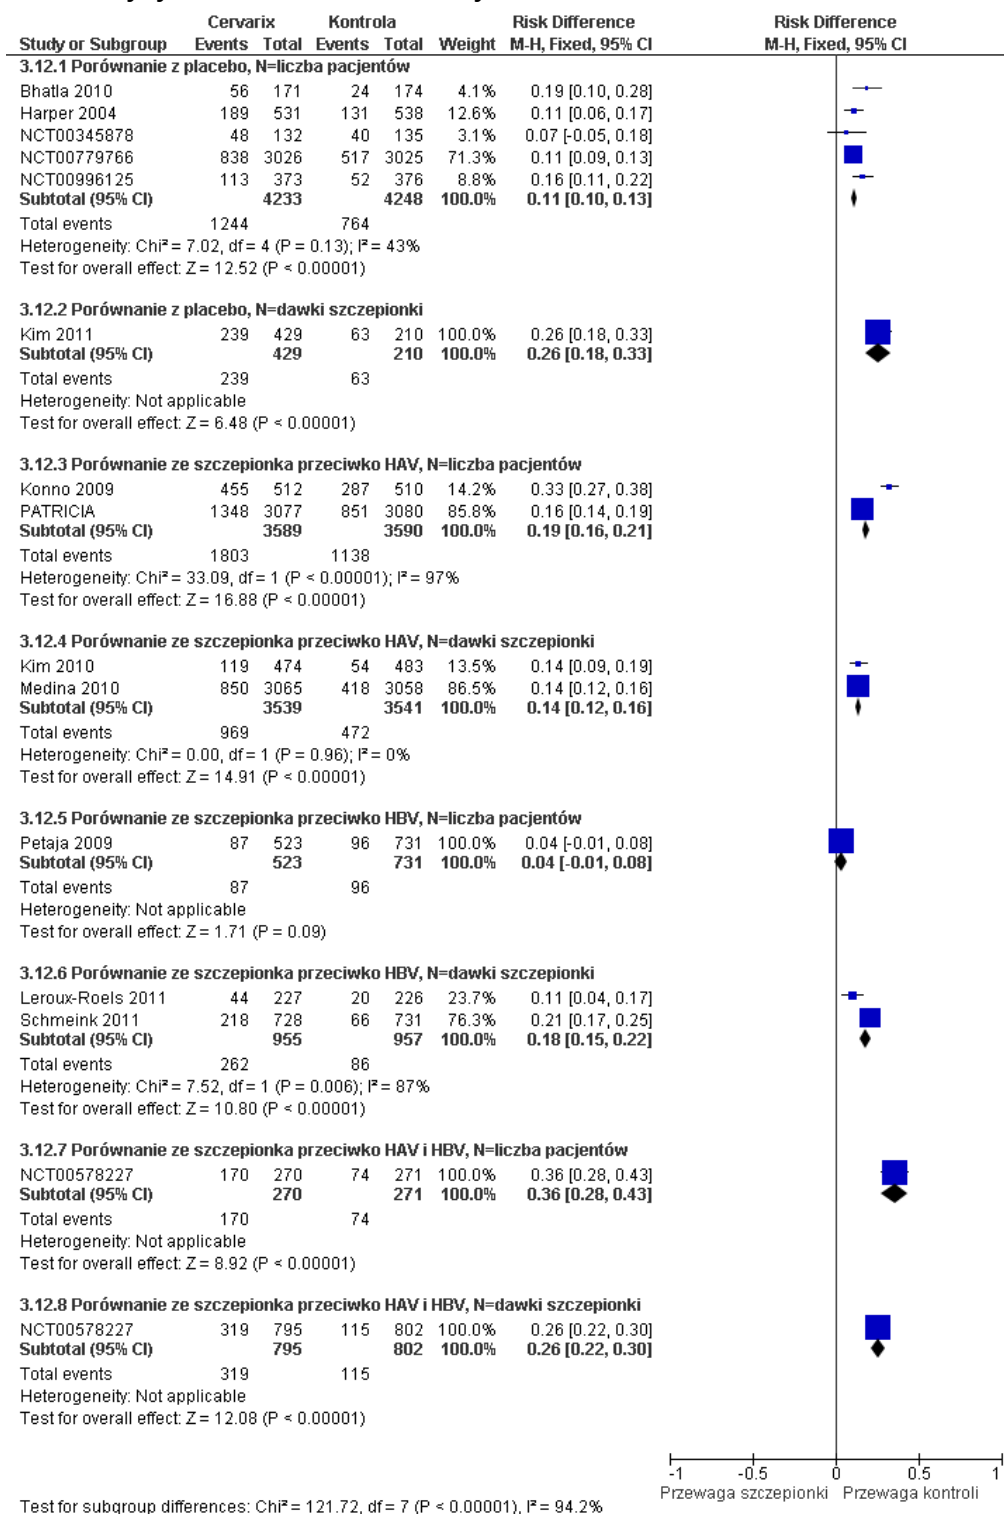 Cervarix Kontrola Risk Difference Risk Difference
Study or Subgroup Events Total Events Total Weight M-H, Fixed, 95% CI M-H, Fixed, 95% CI
3.12.1 Porównanie z placebo, N=liczba pacjentów
Bhatla 2010 56 171 24 174 4.1% 0.19 [0.10, 0.28]
Harper 2004 189 531 131 538 12.6% 0.11 [0.06, 0.17]
NCT00345878 48 132 40 135 3.1% 0.07 [-0.05, 0.18]
NCT00779766 838 3026 517 3025 71.3% 0.11 [0.09, 0.13]
NCT00996125 113 373 52 376 8.8% 0.16 [0.11, 0.22]
Subtotal (95% CI) 4233 4248 100.0% 0.11 [0.10, 0.13]
Total events 1244 764
Heterogeneity: Chi² = 7.02, df = 4 (P = 0.13); I² = 43%
Test for overall effect: Z = 12.52 (P < 0.00001)
3.12.2 Porównanie z placebo, N=dawki szczepionki
Kim 2011 239 429 63 210 100.0% 0.26 [0.18, 0.33]
Subtotal (95% CI) 429 210 100.0% 0.26 [0.18, 0.33]
Total events 239 63
Heterogeneity: Not applicable
Test for overall effect: Z = 6.48 (P < 0.00001)
3.12.3 Porównanie ze szczepionka przeciwko HAV, N=liczba pacjentów
Konno 2009 455 512 287 510 14.2% 0.33 [0.27, 0.38]
PATRICIA 1348 3077 851 3080 85.8% 0.16 [0.14, 0.19]
Subtotal (95% CI) 3589 3590 100.0% 0.19 [0.16, 0.21]
Total events 1803 1138
Heterogeneity: Chi² = 33.09, df = 1 (P < 0.00001); I² = 97%
Test for overall effect: Z = 16.88 (P < 0.00001)
3.12.4 Porównanie ze szczepionka przeciwko HAV, N=dawki szczepionki
Kim 2010 119 474 54 483 13.5% 0.14 [0.09, 0.19]
Medina 2010 850 3065 418 3058 86.5% 0.14 [0.12, 0.16]
Subtotal (95% CI) 3539 3541 100.0% 0.14 [0.12, 0.16]
Total events 969 472
Heterogeneity: Chi² = 0.00, df = 1 (P = 0.96); I² = 0%
Test for overall effect: Z = 14.91 (P < 0.00001)
3.12.5 Porównanie ze szczepionka przeciwko HBV, N=liczba pacjentów
Petaja 2009 87 523 96 731 100.0% 0.04 [-0.01, 0.08]
Subtotal (95% CI) 523 731 100.0% 0.04 [-0.01, 0.08]
Total events 87 96
Heterogeneity: Not applicable
Test for overall effect: Z = 1.71 (P = 0.09)
3.12.6 Porównanie ze szczepionka przeciwko HBV, N=dawki szczepionki
Leroux-Roels 2011 44 227 20 226 23.7% 0.11 [0.04, 0.17]
Schmeink 2011 218 728 66 731 76.3% 0.21 [0.17, 0.25]
Subtotal (95% CI) 955 957 100.0% 0.18 [0.15, 0.22]
Total events 262 86
Heterogeneity: Chi² = 7.52, df = 1 (P = 0.006); I² = 87%
Test for overall effect: Z = 10.80 (P < 0.00001)
3.12.7 Porównanie ze szczepionka przeciwko HAV i HBV, N=liczba pacjentów
NCT00578227 170 270 74 271 100.0% 0.36 [0.28, 0.43]
Subtotal (95% CI) 270 271 100.0% 0.36 [0.28, 0.43]
Total events 170 74
Heterogeneity: Not applicable
Test for overall effect: Z = 8.92 (P < 0.00001)
3.12.8 Porównanie ze szczepionka przeciwko HAV i HBV, N=dawki szczepionki
NCT00578227 319 795 115 802 100.0% 0.26 [0.22, 0.30]
Subtotal (95% CI) 795 802 100.0% 0.26 [0.22, 0.30]
Total events 319 115
Heterogeneity: Not applicable
Test for overall effect: Z = 12.08 (P < 0.00001)
-1 -0.5 0 0.5 1
Przewaga szczepionki Przewaga kontroli
Test for subgroup differences: Chi² = 121.72, df = 7 (P < 0.00001), I² = 94.2%